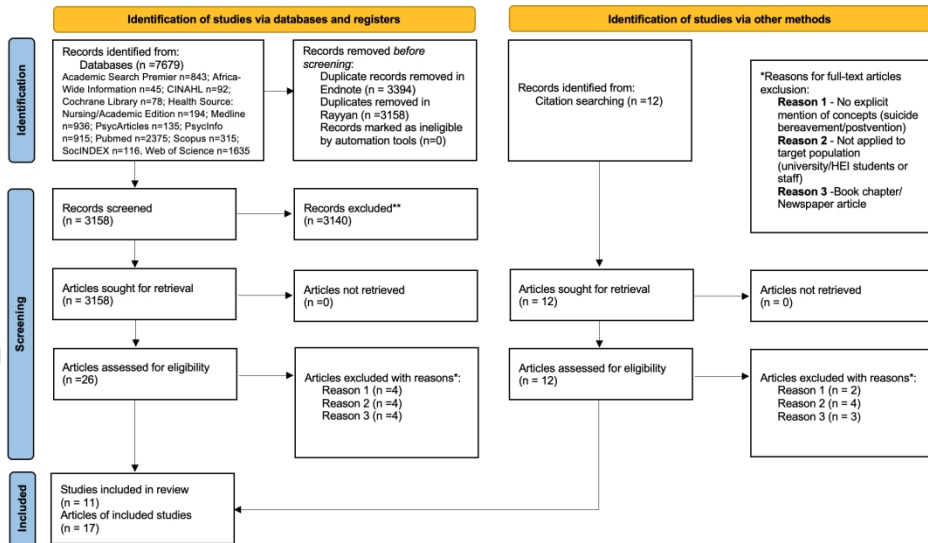 Identification of studies via databases and registers
Identification of studies via other methods
Identification
Records identified from:
Databases (n =7679)
Academic Search Premier n=843; Africa-
Wide Information n=45; CINAHL n=92;
Cochrane Library n=78; Health Source:
Nursing/Academic Edition n=194; Medline
n=936; PsycArticles n=135; PsycInfo
n=915; Pubmed n=2375; Scopus n=315;
SocINDEX n=116, Web of Science n=1635
Records removed before
screening:
Duplicate records removed in
Endnote (n = 3394)
Duplicates removed in
Rayyan (n =3158)
Records marked as ineligible
by automation tools (n=0)
Records identified from:
Citation searching (n =12)
*Reasons for full-text articles
exclusion:
Reason 1 - No explicit
mention of concepts (suicide
bereavement/postvention)
Reason 2 - Not applied to
target population
(university/HEI students or
staff)
Reason 3 -Book chapter/
Newspaper article
Screening
Records screened
(n = 3158)
Records excluded**
(n =3140)
Articles sought for retrieval
(n = 3158)
Articles not retrieved
(n =0)
Articles sought for retrieval
(n = 12)
Articles not retrieved
(n = 0)
Articles assessed for eligibility
(n =26)
Articles excluded with reasons*:
Reason 1 (n =4)
Reason 2 (n =4)
Reason 3 (n =4)
Articles assessed for eligibility
(n = 12)
Articles excluded with reasons*:
Reason 1 (n = 2)
Reason 2 (n = 4)
Reason 3 (n = 3)
Included
Studies included in review
(n = 11)
Articles of included studies
(n = 17)